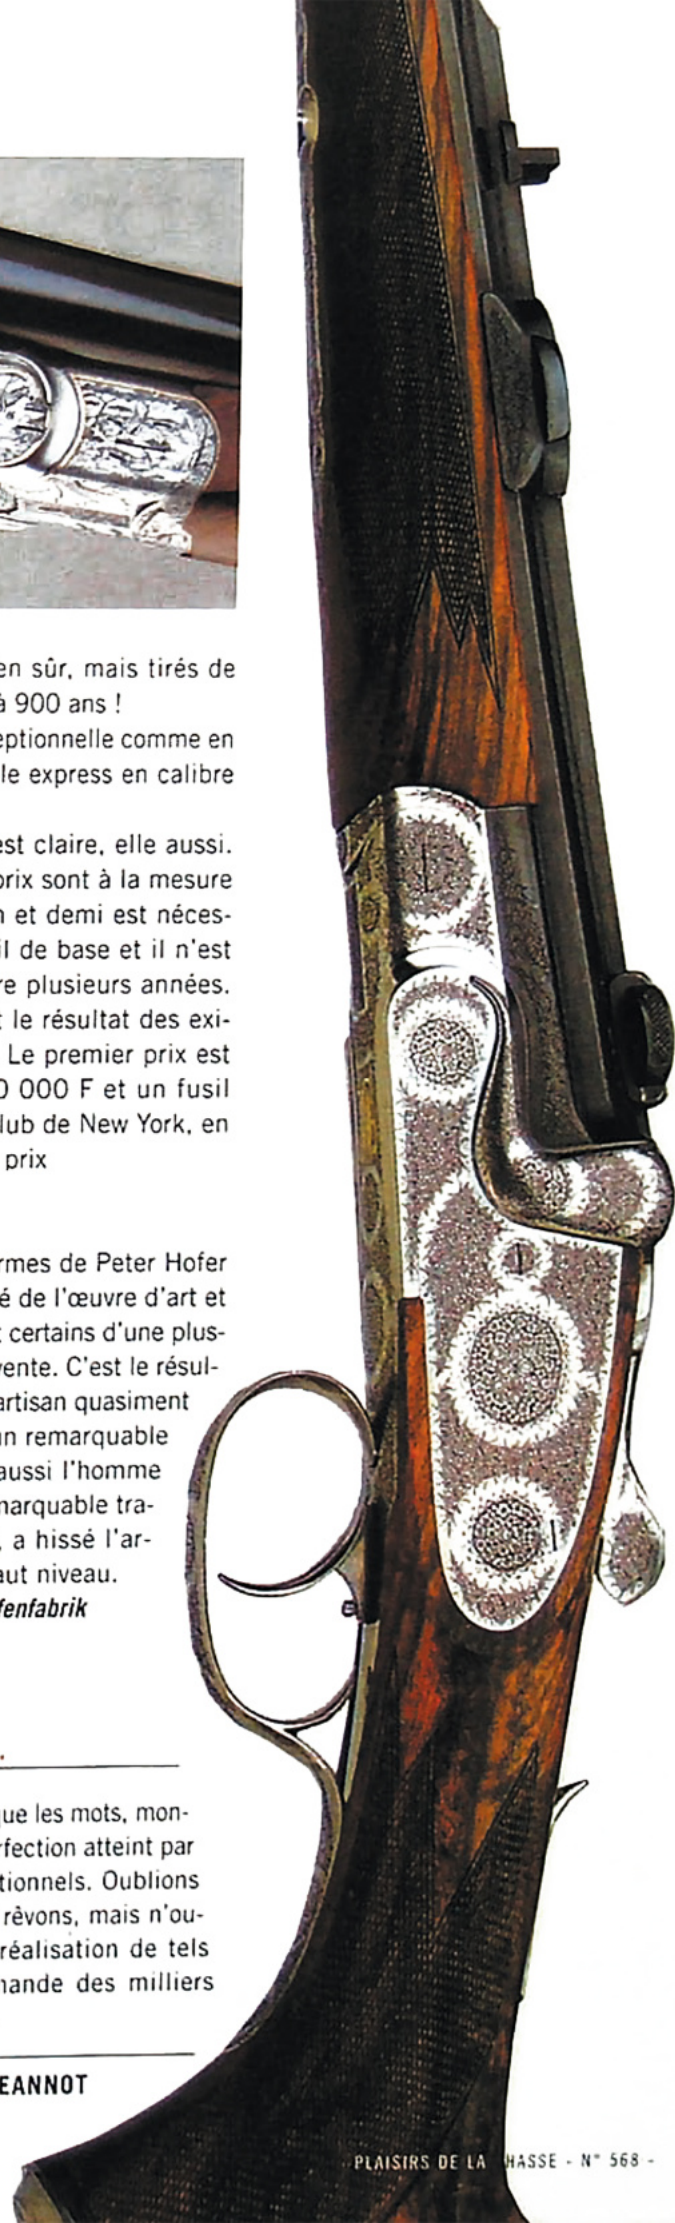 en sûr, mais tirés de
à 900 ans !
eptionnelle comme en
le express en calibre
est claire, elle aussi.
prix sont à la mesure
n et demi est néces-
il de base et il n'est
re plusieurs années.
t le résultat des exi-
Le premier prix est
0 000 F et un fusil
lub de New York, en
prix
rmes de Peter Hofer
é de l'œuvre d'art et
t certains d'une plus-
vente. C'est le résul-
artisan quasiment
un remarquable
aussi l'homme
marquable tra-
, a hissé l'ar-
aut niveau.
fenfabrik
que les mots, mon-
rfection atteint par
tionnels. Oublions
rêvons, mais n'ou-
réalisation de tels
mande des milliers
EANNOT
PLAISIRS DE LA HASSE - N° 568 -